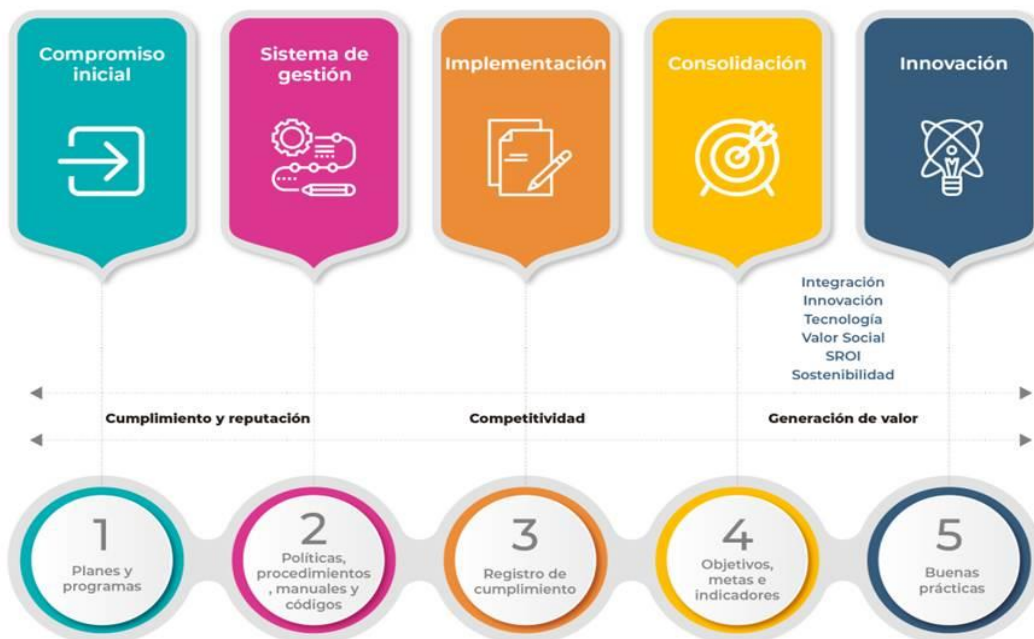 Compromiso
inicial
Sistema de
gestión
Implementación
Consolidación
Innovación
Integración
Innovación
Tecnología
Valor Social
SROI
Sostenibilidad
Cumplimiento y reputación
Competitividad
Generación de valor
1
Planes y
programas
2
Políticas,
procedimientos
, manuales y
códigos
3
Registro de
cumplimiento
4
Objetivos,
metas e
indicadores
5
Buenas
prácticas